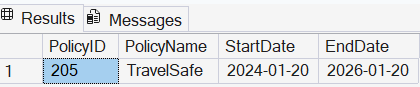 Results Messages
PolicyID PolicyName StartDate EndDate
1 205 TravelSafe 2024-01-20 2026-01-20